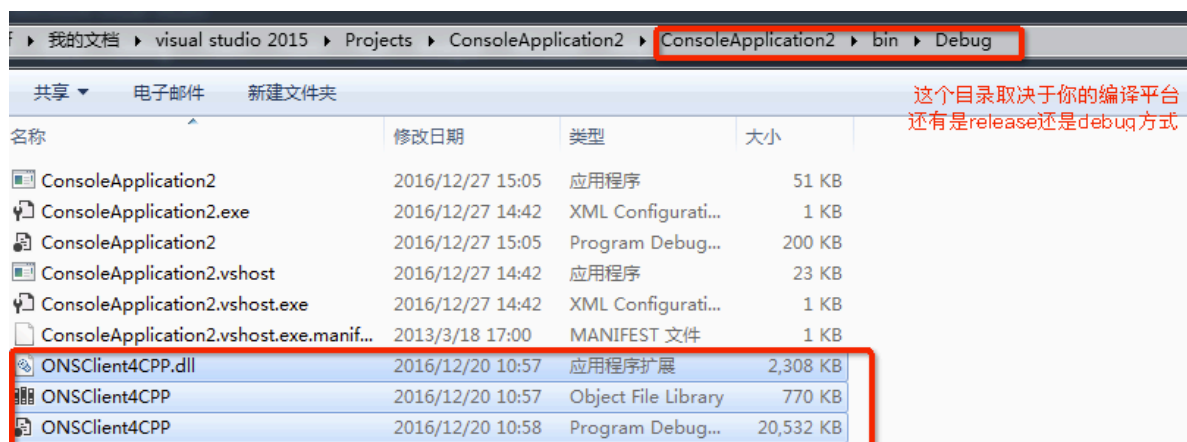 我的文档 ▸ visual studio 2015 ▸ Projects ▸ ConsoleApplication2 ▸ ConsoleApplication2 ▸ bin ▸ Debug
共享 电子邮件 新建文件夹
这个目录取决于你的编译平台
还有是release还是debug方式
名称 修改日期 类型 大小
ConsoleApplication2 2016/12/27 15:05 应用程序 51 KB
ConsoleApplication2.exe 2016/12/27 14:42 XML Configurati... 1 KB
ConsoleApplication2 2016/12/27 15:05 Program Debug... 200 KB
ConsoleApplication2.vshost 2016/12/27 14:42 应用程序 23 KB
ConsoleApplication2.vshost.exe 2016/12/27 14:42 XML Configurati... 1 KB
ConsoleApplication2.vshost.exe.manif... 2013/3/18 17:00 MANIFEST 文件 1 KB
ONSClient4CPP.dll 2016/12/20 10:57 应用程序扩展 2,308 KB
ONSClient4CPP 2016/12/20 10:57 Object File Library 770 KB
ONSClient4CPP 2016/12/20 10:58 Program Debug... 20,532 KB